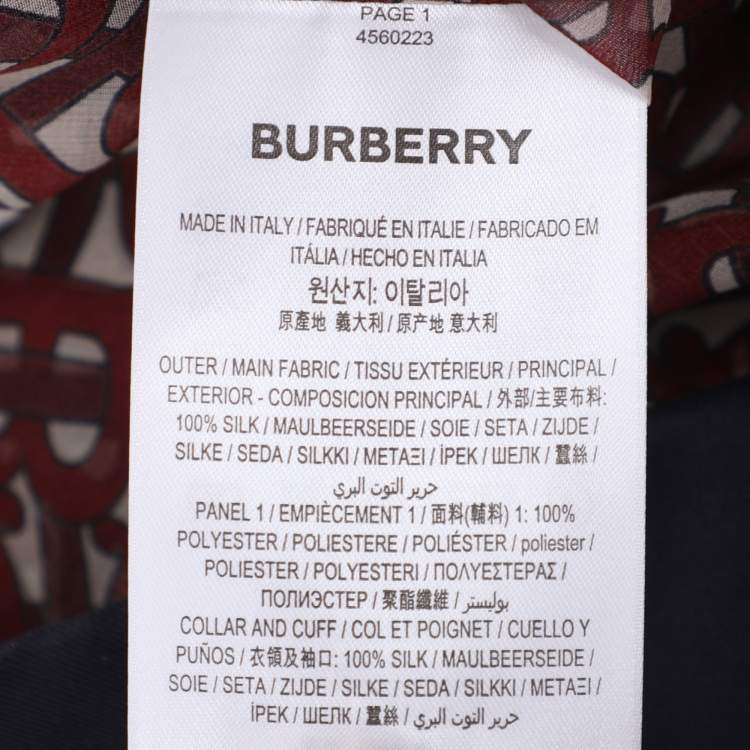 PAGE 1
4560223
BURBERRY
MADE IN ITALY / FABRIQUÉ EN ITALIE / FABRICADO EM
ITÁLIA / HECHO EN ITALIA
원산지: 이탈리아
原產地 義大利 / 原产地 意大利
OUTER / MAIN FABRIC / TISSU EXTÉRIEUR / PRINCIPAL /
EXTERIOR - COMPOSICION PRINCIPAL / 外部/主要布料:
100% SILK / MAULBEERSEIDE / SOIE / SETA / ZIJDE /
SILKE / SEDA / SILKKI / ΜΕΤΑΞΙ / İPEK / ШЕЛК / 蠶絲 /
حرير التوت البري
PANEL 1 / EMPIÈCEMENT 1 / 面料(輔料) 1: 100%
POLYESTER / POLIESTERE / POLIÉSTER / poliester /
POLIESTER / POLYESTERI / ΠΟΛΥΕΣΤΕΡΑΣ /
ПОЛИЭСТЕР / 聚酯纖維 / بوليستر /
COLLAR AND CUFF / COL ET POIGNET / CUELLO Y
PUÑOS / 衣領及袖口: 100% SILK / MAULBEERSEIDE /
SOIE / SETA / ZIJDE / SILKE / SEDA / SILKKI / ΜΕΤΑΞΙ /
İPEK / ШЕЛК / 蠶絲 / حرير التوت البري